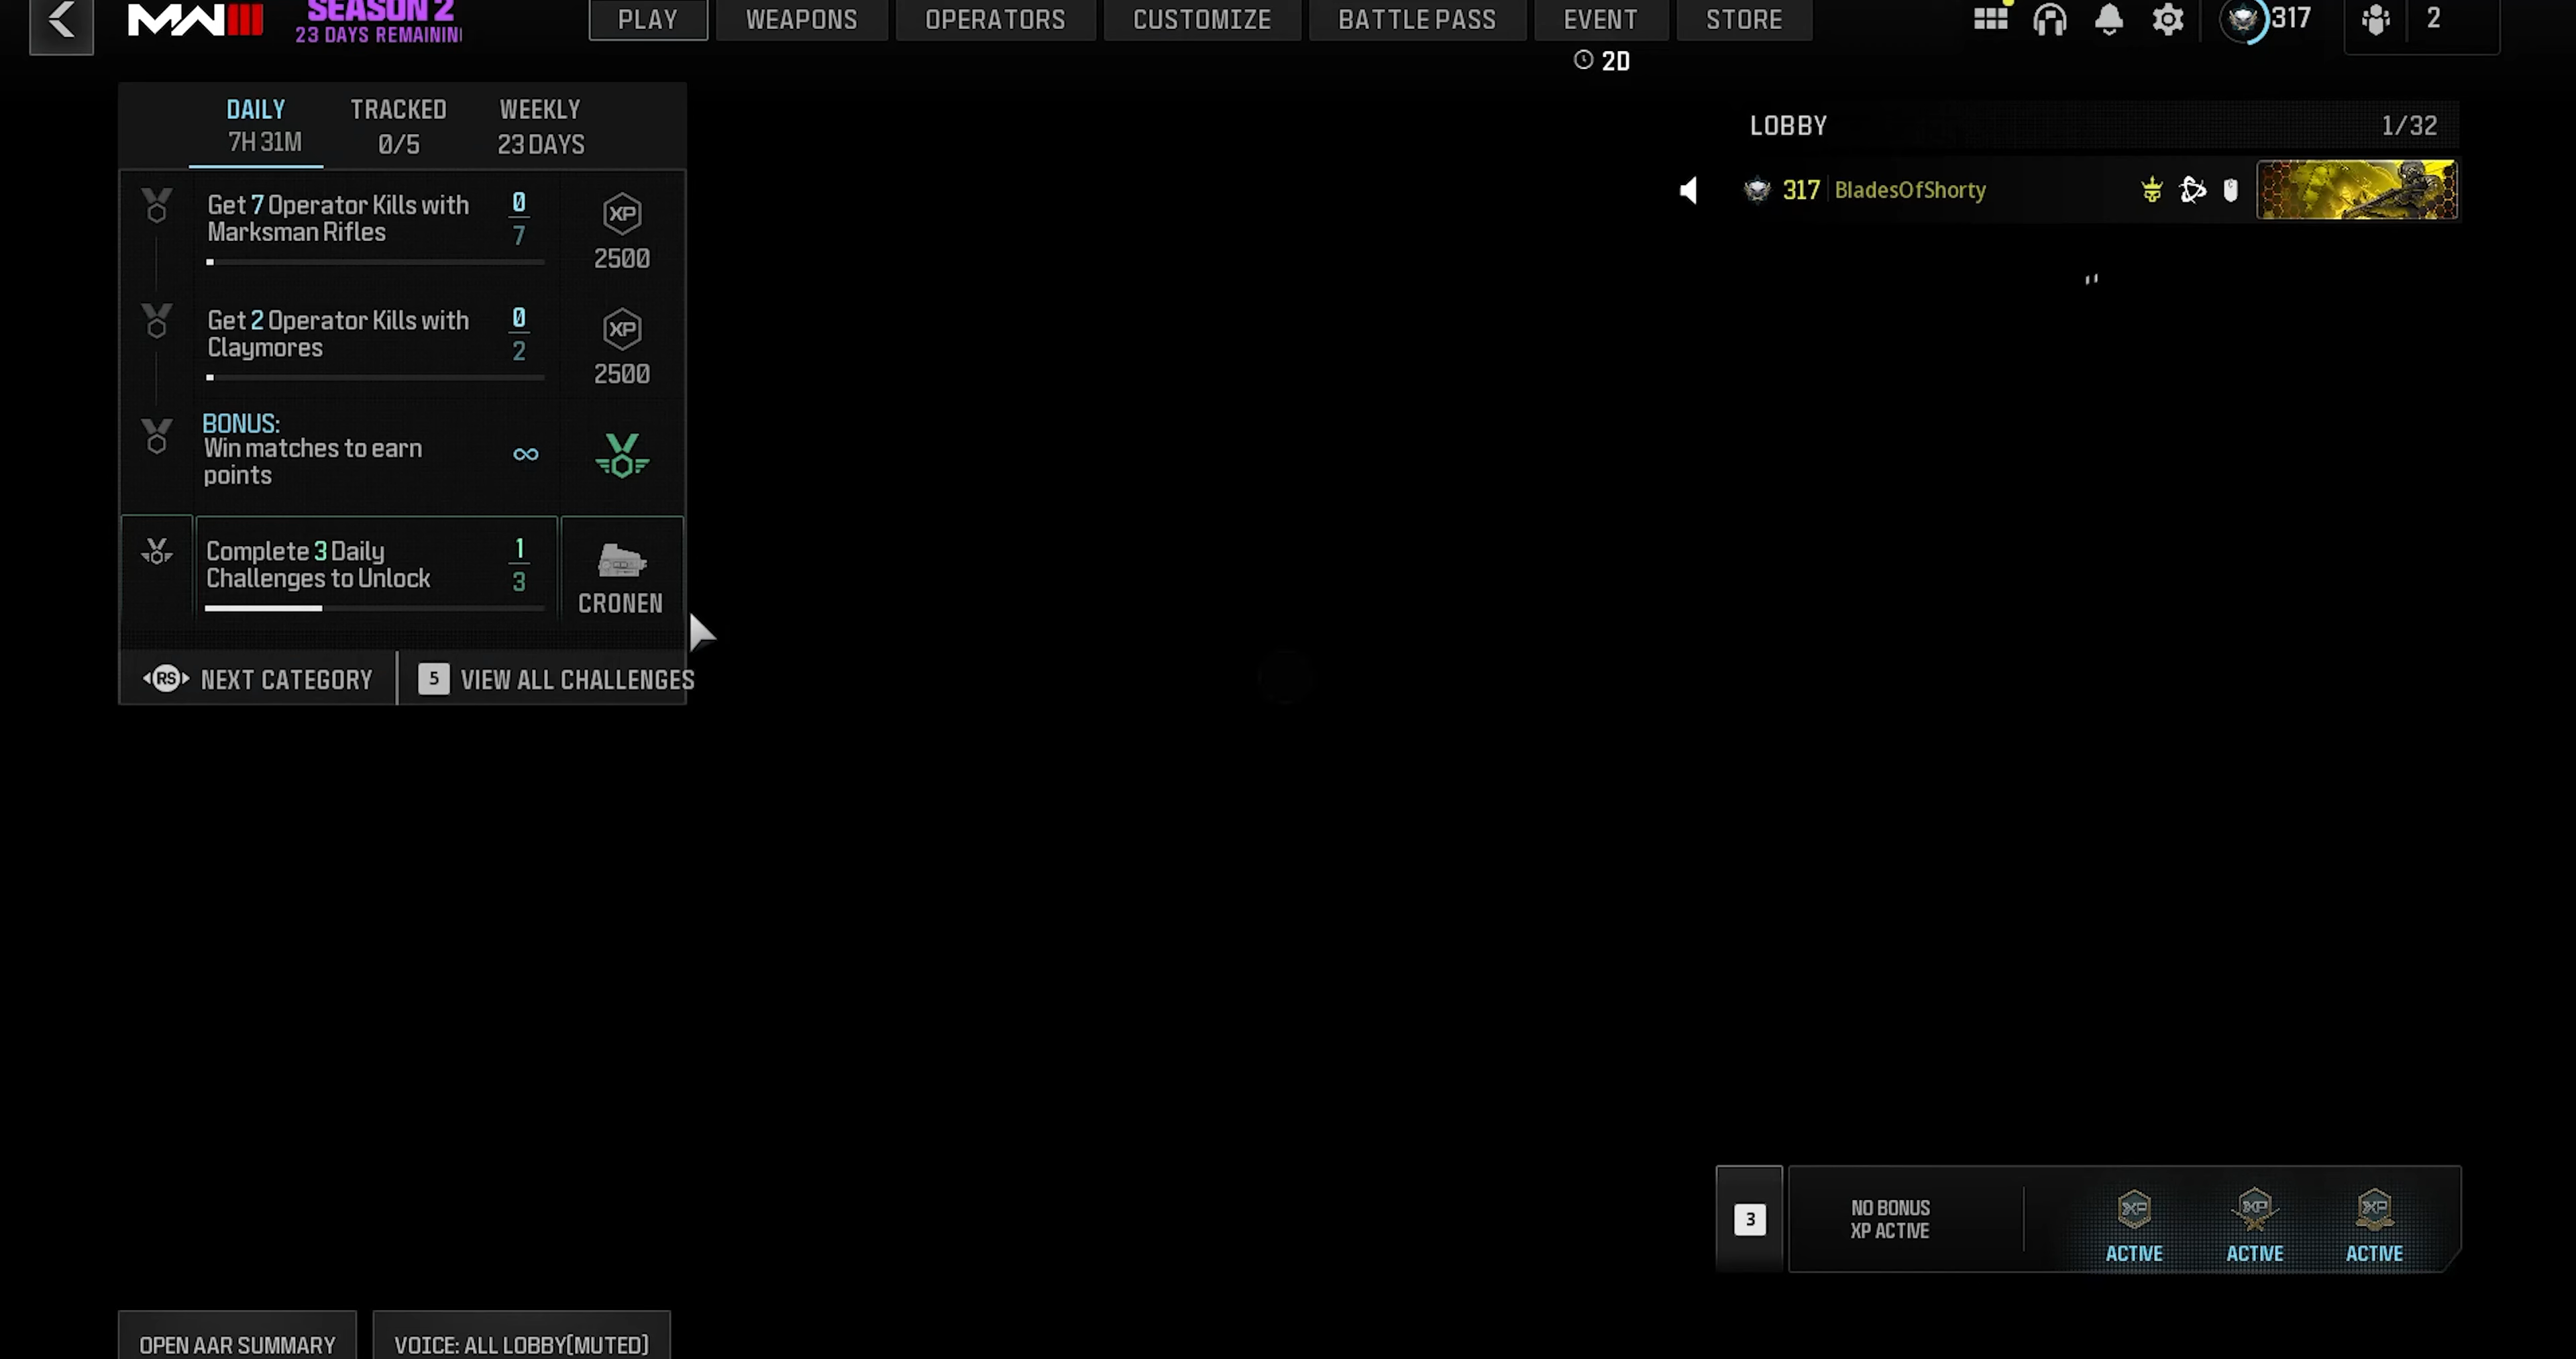 MWIII
SEASON 2
23 DAYS REMAININ
PLAY
WEAPONS
OPERATORS
CUSTOMIZE
BATTLE PASS
EVENT
STORE
317
2
2D
DAILY
7H 31M
TRACKED
0/5
WEEKLY
23 DAYS
Get 7 Operator Kills with
Marksman Rifles
0
7
XP
2500
Get 2 Operator Kills with
Claymores
0
2
XP
2500
BONUS:
Win matches to earn
points
∞
Complete 3 Daily
Challenges to Unlock
1
3
CRONEN
RS NEXT CATEGORY
5 VIEW ALL CHALLENGES
LOBBY
1/32
317 BladesOfShorty
3
NO BONUS
XP ACTIVE
XP
ACTIVE
XP
ACTIVE
XP
ACTIVE
OPEN AAR SUMMARY
VOICE: ALL LOBBY(MUTED)